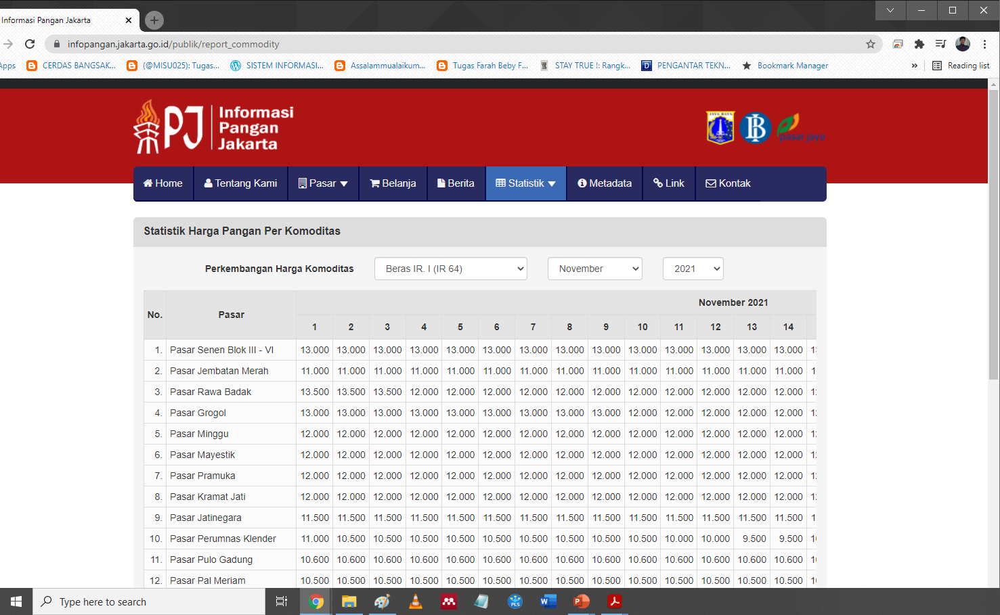 Informasi Pangan Jakarta
infopangan.jakarta.go.id/publik/report_commodity
Apps CERDAS BANGSAK... (@MISU025): Tugas... SISTEM INFORMASI... Assalammualaikum... Tugas Farah Beby F... STAY TRUE !: Rangk... PENGANTAR TEKN... Bookmark Manager » Reading list
PJ
Informasi
Pangan
Jakarta
JAYA RAYA
pasar jaya
Home Tentang Kami Pasar Belanja Berita Statistik Metadata Link Kontak
Statistik Harga Pangan Per Komoditas
Perkembangan Harga Komoditas Beras IR. I (IR 64) November 2021
No. Pasar November 2021
1 2 3 4 5 6 7 8 9 10 11 12 13 14
1. Pasar Senen Blok III - VI 13.000 13.000 13.000 13.000 13.000 13.000 13.000 13.000 13.000 13.000 13.000 13.000 13.000 13.000
2. Pasar Jembatan Merah 11.000 11.000 11.000 11.000 11.000 11.000 11.000 11.000 11.000 11.000 11.000 11.000 11.000 11.000
3. Pasar Rawa Badak 13.500 13.500 13.500 12.000 12.000 12.000 12.000 12.000 12.000 12.000 12.000 12.000 12.000 12.000
4. Pasar Grogol 13.000 13.000 13.000 13.000 13.000 13.000 13.000 13.000 13.000 12.000 12.000 12.000 12.000 12.000
5. Pasar Minggu 12.000 12.000 12.000 12.000 12.000 12.000 12.000 12.000 12.000 12.000 12.000 12.000 12.000 12.000
6. Pasar Mayestik 12.000 12.000 12.000 12.000 12.000 12.000 12.000 12.000 12.000 12.000 12.000 12.000 12.000 12.000
7. Pasar Pramuka 12.000 12.000 12.000 12.000 12.000 12.000 12.000 12.000 12.000 12.000 12.000 12.000 12.000 12.000
8. Pasar Kramat Jati 12.000 12.000 12.000 12.000 12.000 12.000 12.000 12.000 12.000 12.000 12.000 12.000 12.000 12.000
9. Pasar Jatinegara 11.500 11.500 11.500 11.500 11.500 11.500 11.500 11.500 11.500 11.500 11.500 11.500 11.500 11.500
10. Pasar Perumnas Klender 11.000 10.500 10.500 10.500 10.500 10.500 10.500 10.500 10.500 10.500 10.000 10.000 9.500 9.500
11. Pasar Pulo Gadung 10.600 10.600 10.600 10.600 10.600 10.600 10.600 10.600 10.600 10.600 10.600 10.600 10.600 10.600
12. Pasar Pal Meriam 10.500 10.500 10.500 10.500 10.500 10.500 10.500 10.500 10.500 10.500 10.500 10.500 10.500 10.500
Type here to search
PLS